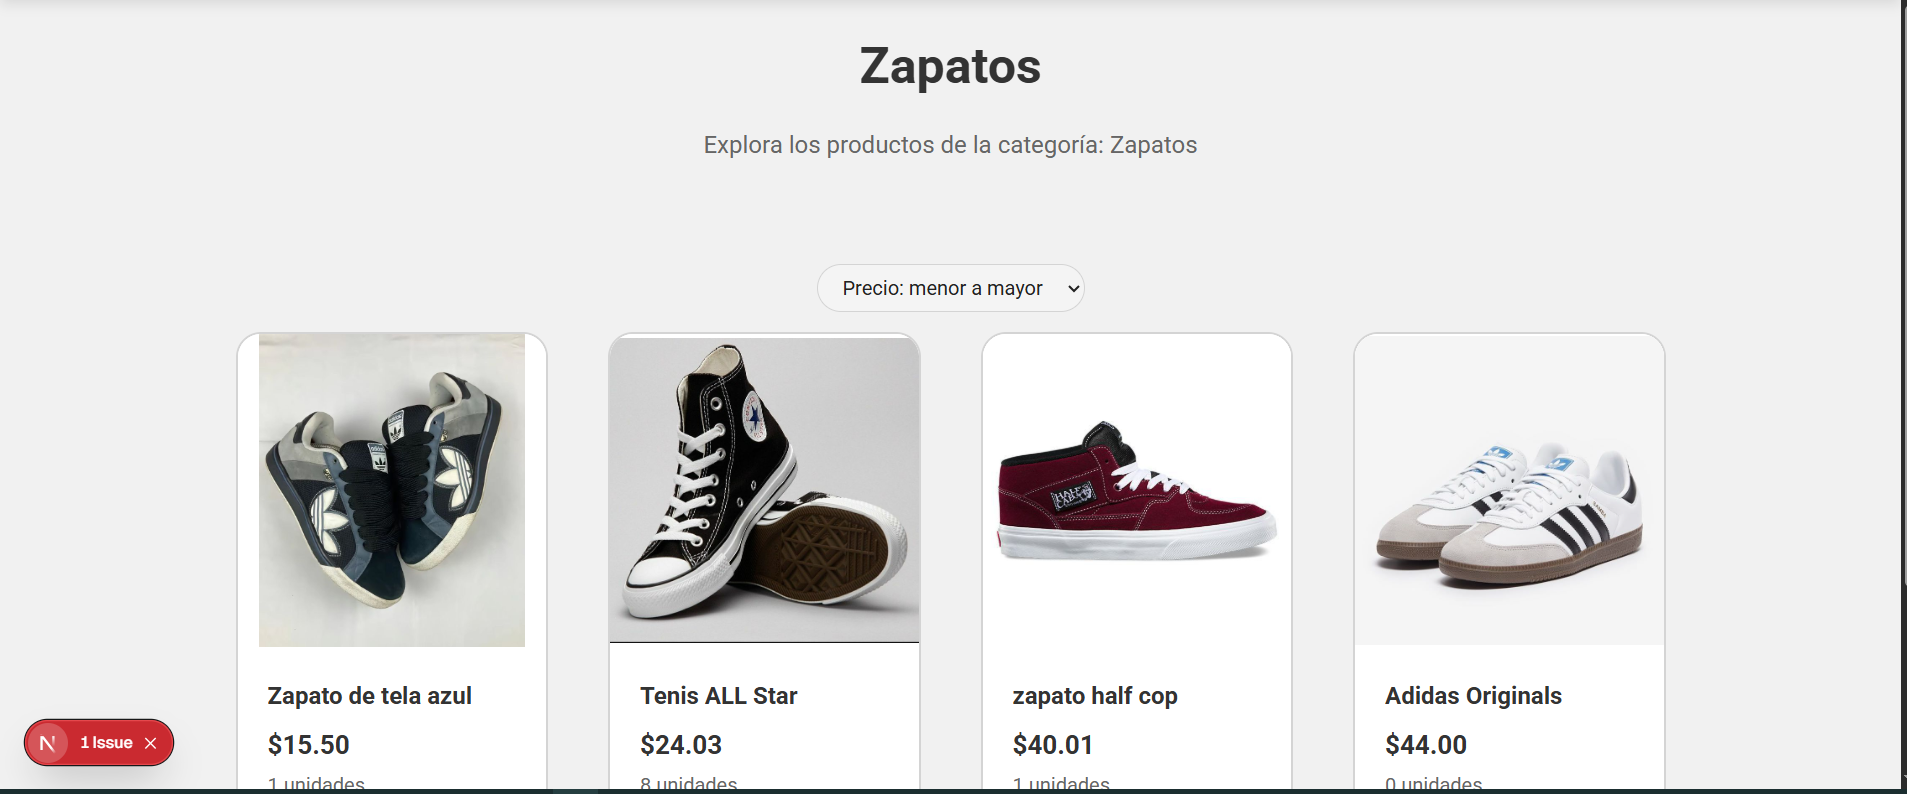 Zapatos
Explora los productos de la categoría: Zapatos
Precio: menor a mayor
Zapato de tela azul
$15.50
1 unidades
Tenis ALL Star
$24.03
8 unidades
zapato half cop
$40.01
1 unidades
Adidas Originals
$44.00
0 unidades
N
1 Issue